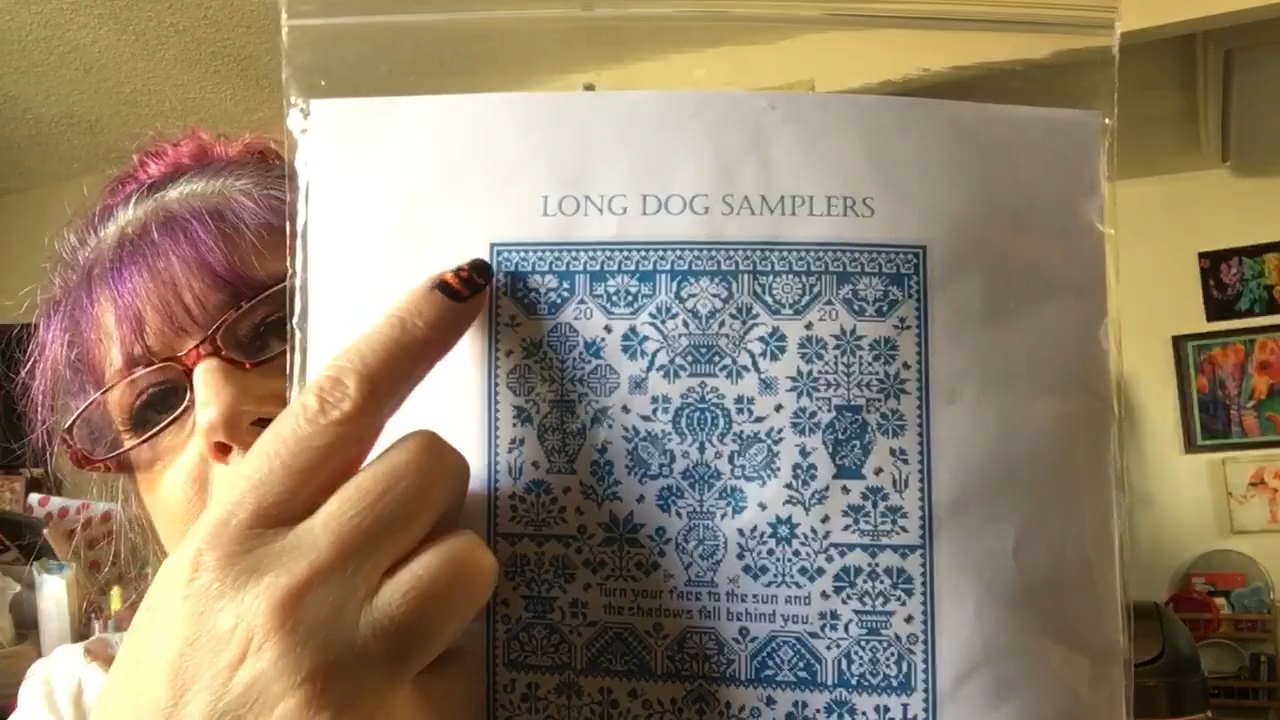 LONG DOG SAMPLERS
20 20
Turn your face to the sun and
the shadows fall behind you.
J L